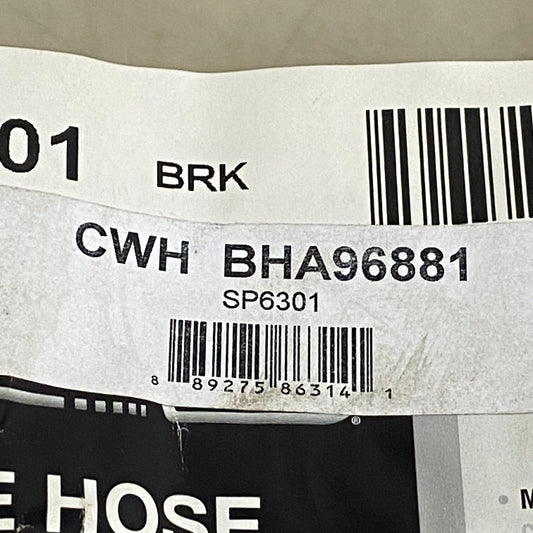 01 BRK
CWH BHA96881
SP6301
8 89275 86314 1
®
E HOSE
M